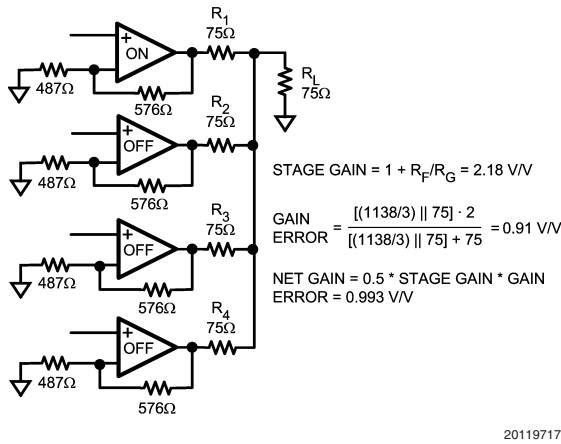 R1
75Ω
+
ON
487Ω
576Ω
RL
75Ω
R2
75Ω
+
OFF
487Ω
576Ω
STAGE GAIN = 1 + RF/RG = 2.18 V/V
GAIN ERROR = [(1138/3) || 75] · 2 / [(1138/3) || 75] + 75 = 0.91 V/V
R3
75Ω
+
OFF
487Ω
576Ω
NET GAIN = 0.5 * STAGE GAIN * GAIN
ERROR = 0.993 V/V
R4
75Ω
+
OFF
487Ω
576Ω
20119717